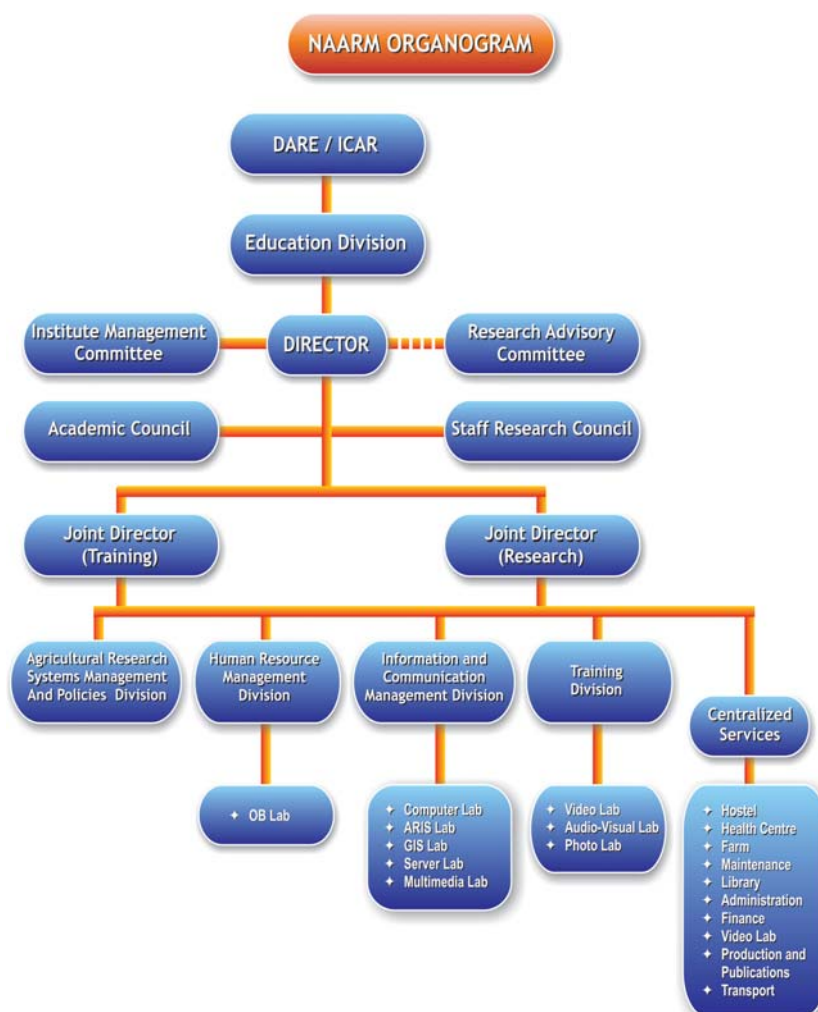 NAARM ORGANOGRAM
DARE / ICAR
Education Division
Institute Management
Committee
DIRECTOR
Research Advisory
Committee
Academic Council
Staff Research Council
Joint Director
(Training)
Joint Director
(Research)
Agricultural Research
Systems Management
And Policies Division
Human Resource
Management
Division
Information and
Communication
Management Division
Training
Division
Centralized
Services
✦ OB Lab
✦ Computer Lab
✦ ARIS Lab
✦ GIS Lab
✦ Server Lab
✦ Multimedia Lab
✦ Video Lab
✦ Audio-Visual Lab
✦ Photo Lab
✦ Hostel
✦ Health Centre
✦ Farm
✦ Maintenance
✦ Library
✦ Administration
✦ Finance
✦ Video Lab
✦ Production and
Publications
✦ Transport